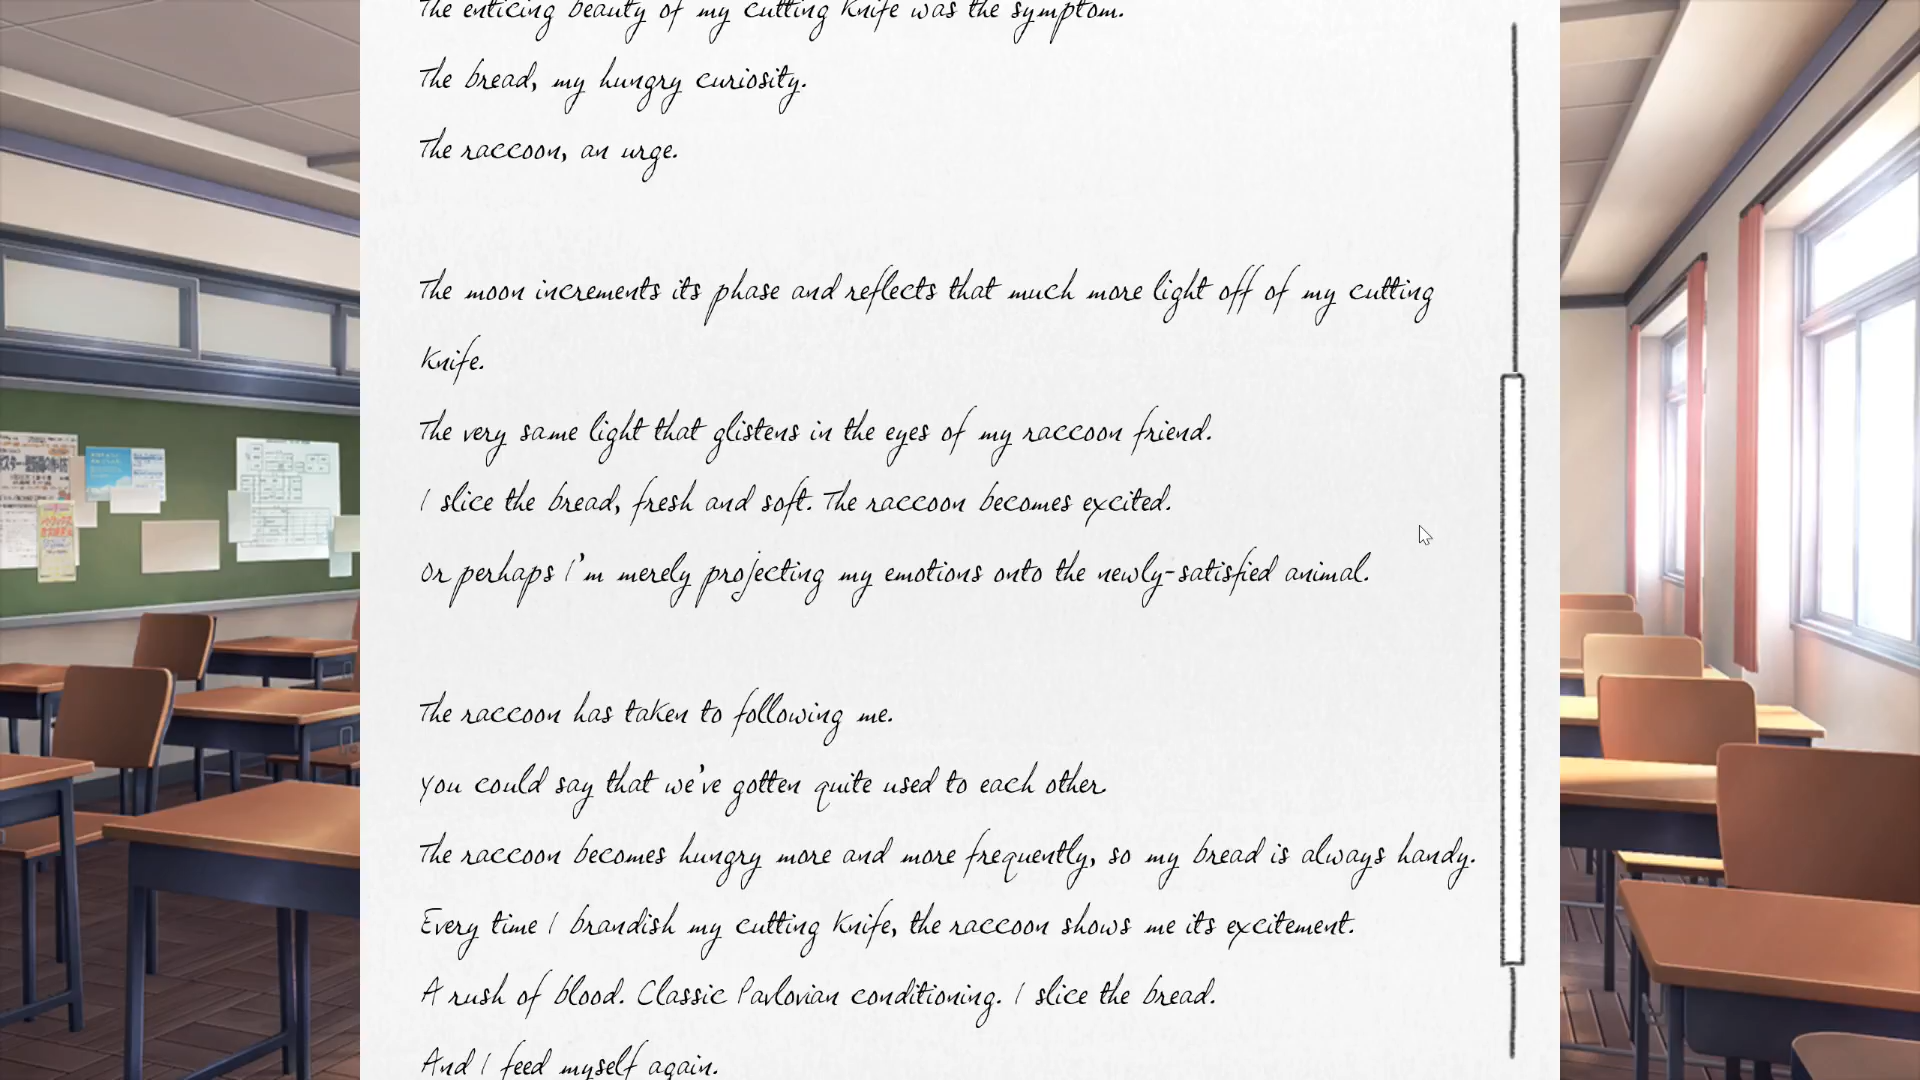 The enticing beauty of my cutting knife was the symptom.
The bread, my hungry curiosity.
The raccoon, an urge.
The moon increments its phase and reflects that much more light off of my cutting
knife.
The very same light that glistens in the eyes of my raccoon friend.
I slice the bread, fresh and soft. The raccoon becomes excited.
Or perhaps I'm merely projecting my emotions onto the newly-satisfied animal.
The raccoon has taken to following me.
You could say that we've gotten quite used to each other.
The raccoon becomes hungry more and more frequently, so my bread is always handy.
Every time I brandish my cutting knife, the raccoon shows me its excitement.
A rush of blood. Classic Pavlovian conditioning. I slice the bread.
And I feed myself again.